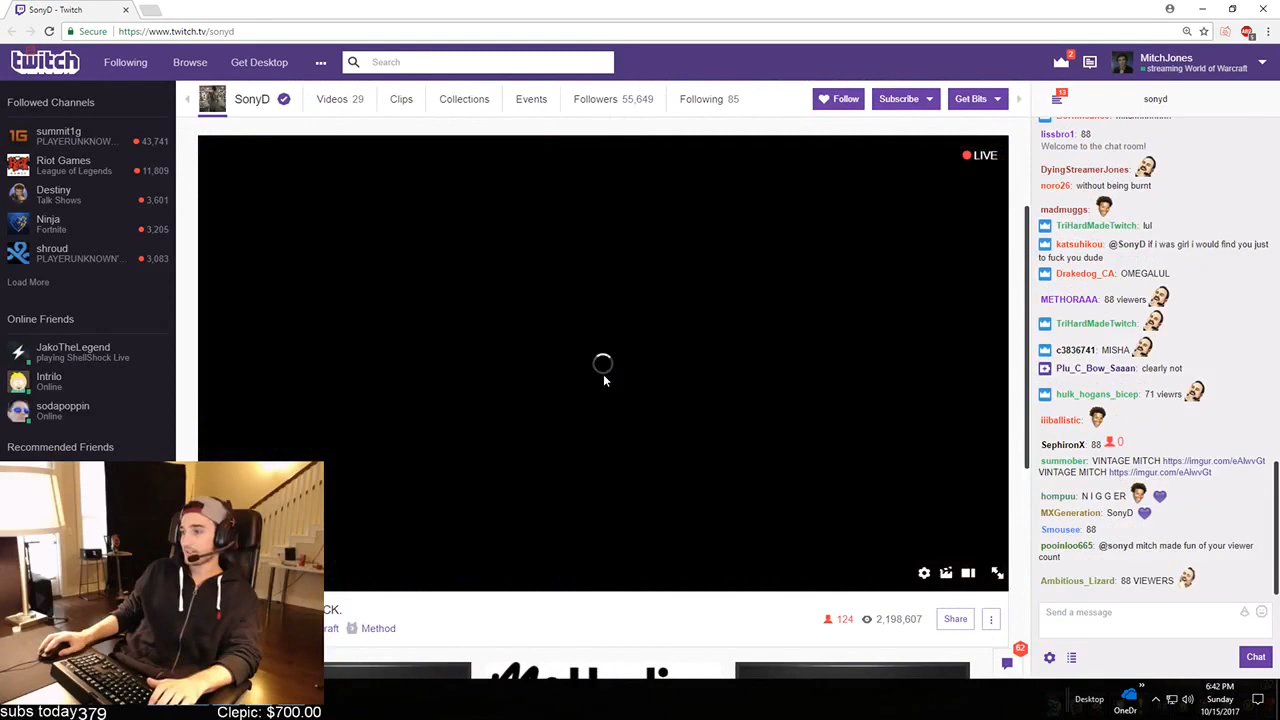 SonyD - Twitch
Secure https://www.twitch.tv/sonyd
twitch Following Browse Get Desktop ... Search 2 MitchJones
streaming World of Warcraft
Followed Channels
summit1g
PLAYERUNKNOW... 43,741
Riot Games
League of Legends 11,809
Destiny
Talk Shows 3,601
Ninja
Fortnite 3,205
shroud
PLAYERUNKNOWN'... 3,083
Load More
Online Friends
JakoTheLegend
playing ShellShock Live
Intrilo
Online
sodapoppin
Online
Recommended Friends
SonyD Videos 29 Clips Collections Events Followers 55,649 Following 85 Follow Subscribe Get Bits
LIVE
CK.
raft Method
124 2,198,607 Share
62
subs today379 Clepic: $700.00
13 sonyd
lissbro1: 88
Welcome to the chat room!
DyingStreamerJones:
noro26: without being burnt
madmuggs:
TriHardMadeTwitch: lul
katsuhikou: @SonyD if i was girl i would find you just
to fuck you dude
Drakedog_CA: OMEGALUL
METHORAAA: 88 viewers
TriHardMadeTwitch:
c3836741: MISHA
Plu_C_Bow_Saaan: clearly not
hulk_hogans_bicep: 71 viewrs
iiiballistic:
SephironX: 88 0
summober: VINTAGE MITCH https://imgur.com/eAlwvGt
VINTAGE MITCH https://imgur.com/eAlwvGt
hompuu: N I G G ER
MXGeneration: SonyD
Smousee: 88
pooinloo665: @sonyd mitch made fun of your viewer
count
Ambitious_Lizard: 88 VIEWERS
Send a message
Chat
Desktop
OneDr
6:42 PM
Sunday
10/15/2017